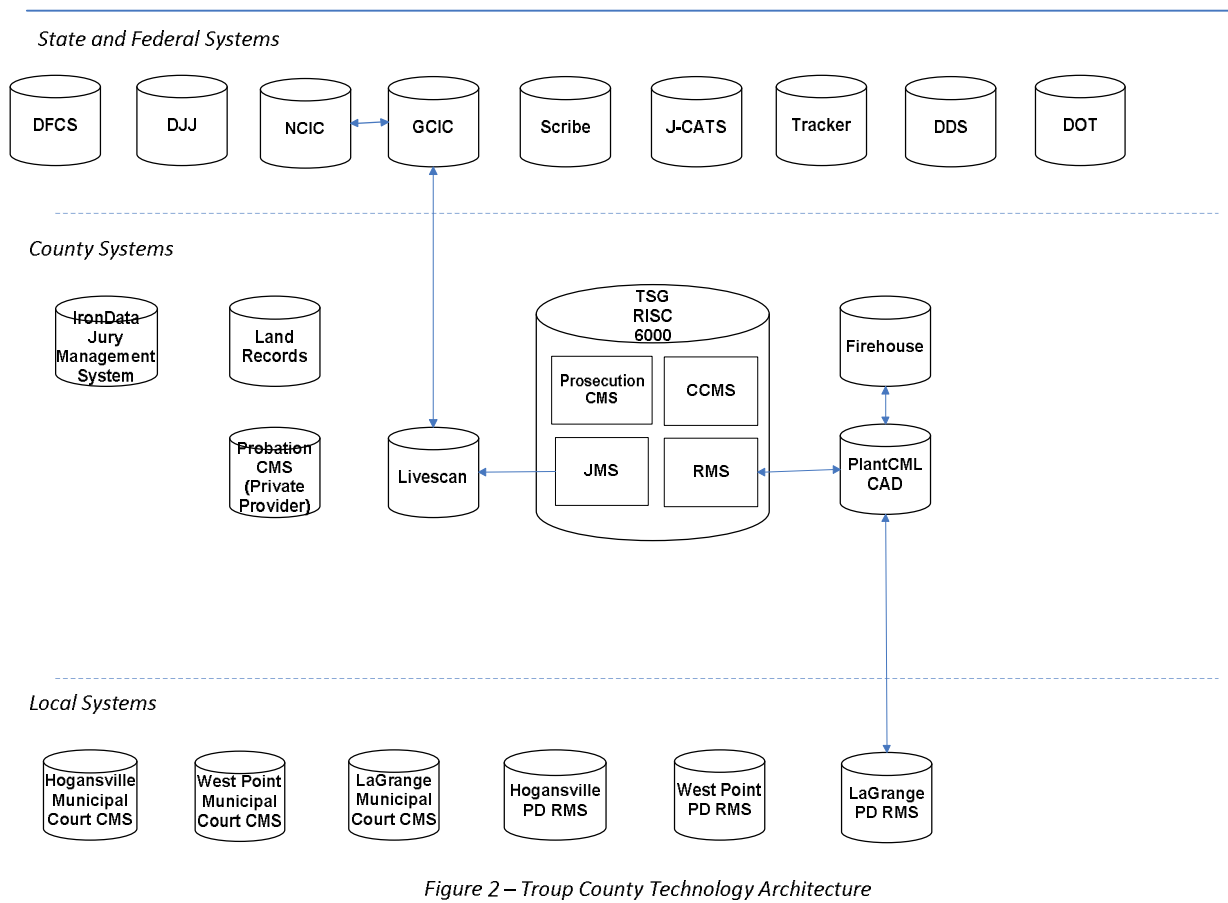 State and Federal Systems
DFCS
DJJ
NCIC
GCIC
Scribe
J-CATS
Tracker
DDS
DOT
County Systems
IronData
Jury
Management
System
Land
Records
TSG
RISC
6000
Prosecution
CMS
CCMS
JMS
RMS
Firehouse
Probation
CMS
(Private
Provider)
Livescan
PlantCML
CAD
Local Systems
Hogansville
Municipal
Court CMS
West Point
Municipal
Court CMS
LaGrange
Municipal
Court CMS
Hogansville
PD RMS
West Point
PD RMS
LaGrange
PD RMS
Figure 2 – Troup County Technology Architecture